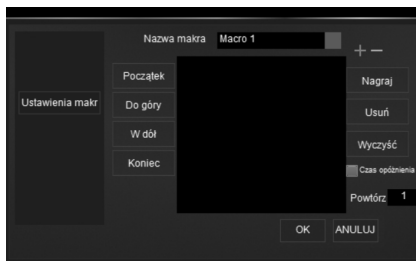 Nazwa makra Macro 1
+ −
Początek
Nagraj
Ustawienia makr
Do góry
Usuń
W dół
Wyczyść
Koniec
Czas opóżnienia
Powtórz 1
OK ANULUJ